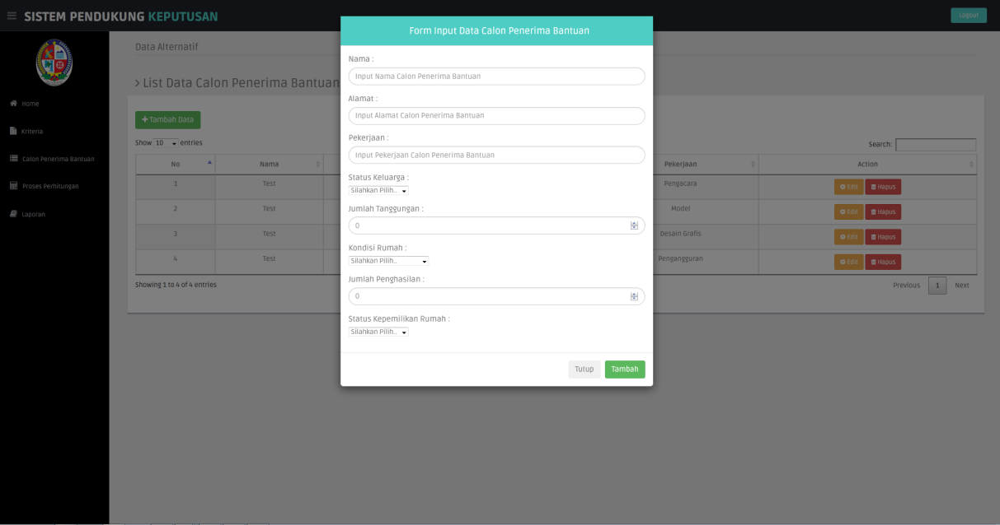 SISTEM PENDUKUNG KEPUTUSAN
Logout
Home
Kriteria
Calon Penerima Bantuan
Proses Perhitungan
Laporan
Data Alternatif
> List Data Calon Penerima Bantuan
+ Tambah Data
Show 10 entries
Search:
No Nama Pekerjaan Action
1 Test Pengacara Edit Hapus
2 Test Model Edit Hapus
3 Test Desain Grafis Edit Hapus
4 Test Pengangguran Edit Hapus
Showing 1 to 4 of 4 entries
Previous 1 Next
Form Input Data Calon Penerima Bantuan
Nama :
Input Nama Calon Penerima Bantuan
Alamat :
Input Alamat Calon Penerima Bantuan
Pekerjaan :
Input Pekerjaan Calon Penerima Bantuan
Status Keluarga :
Silahkan Pilih..
Jumlah Tanggungan :
0
Kondisi Rumah :
Silahkan Pilih..
Jumlah Penghasilan :
0
Status Kepemilikan Rumah :
Silahkan Pilih..
Tutup Tambah